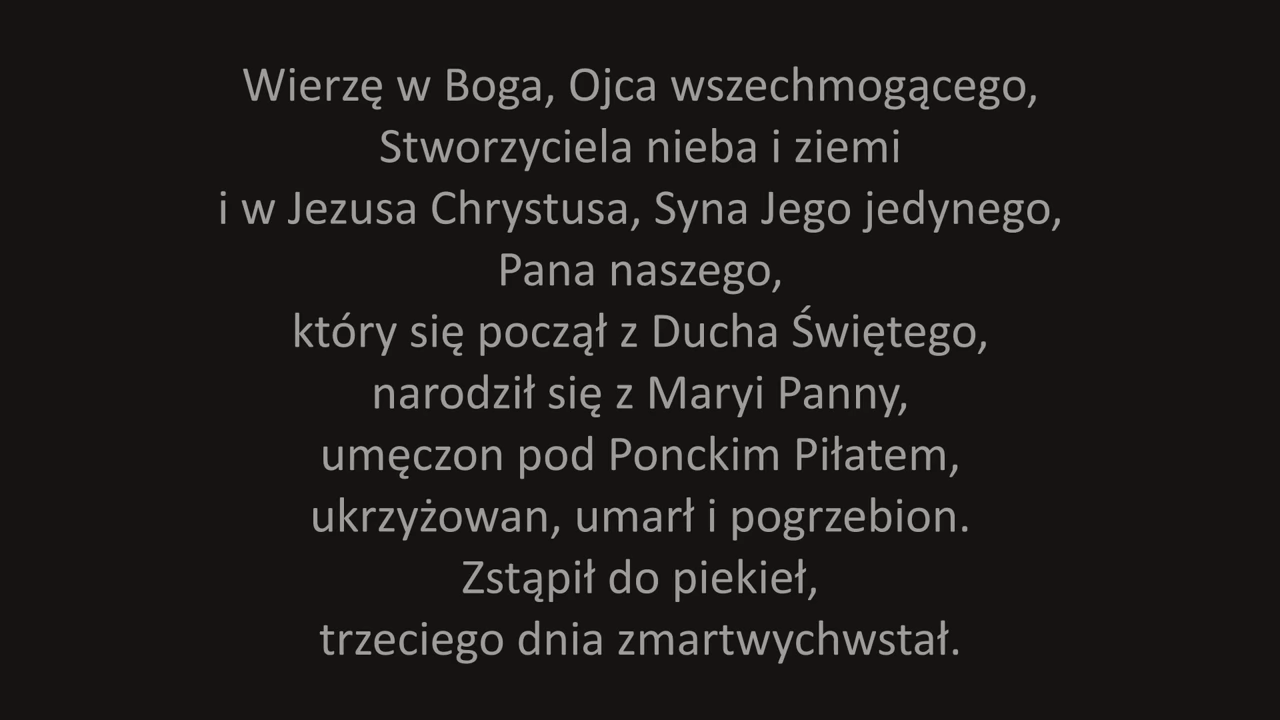 Wierzę w Boga, Ojca wszechmogącego,
Stworzyciela nieba i ziemi
i w Jezusa Chrystusa, Syna Jego jedynego,
Pana naszego,
który się począł z Ducha Świętego,
narodził się z Maryi Panny,
umęczon pod Ponckim Piłatem,
ukrzyżowan, umarł i pogrzebion.
Zstąpił do piekieł,
trzeciego dnia zmartwychwstał.